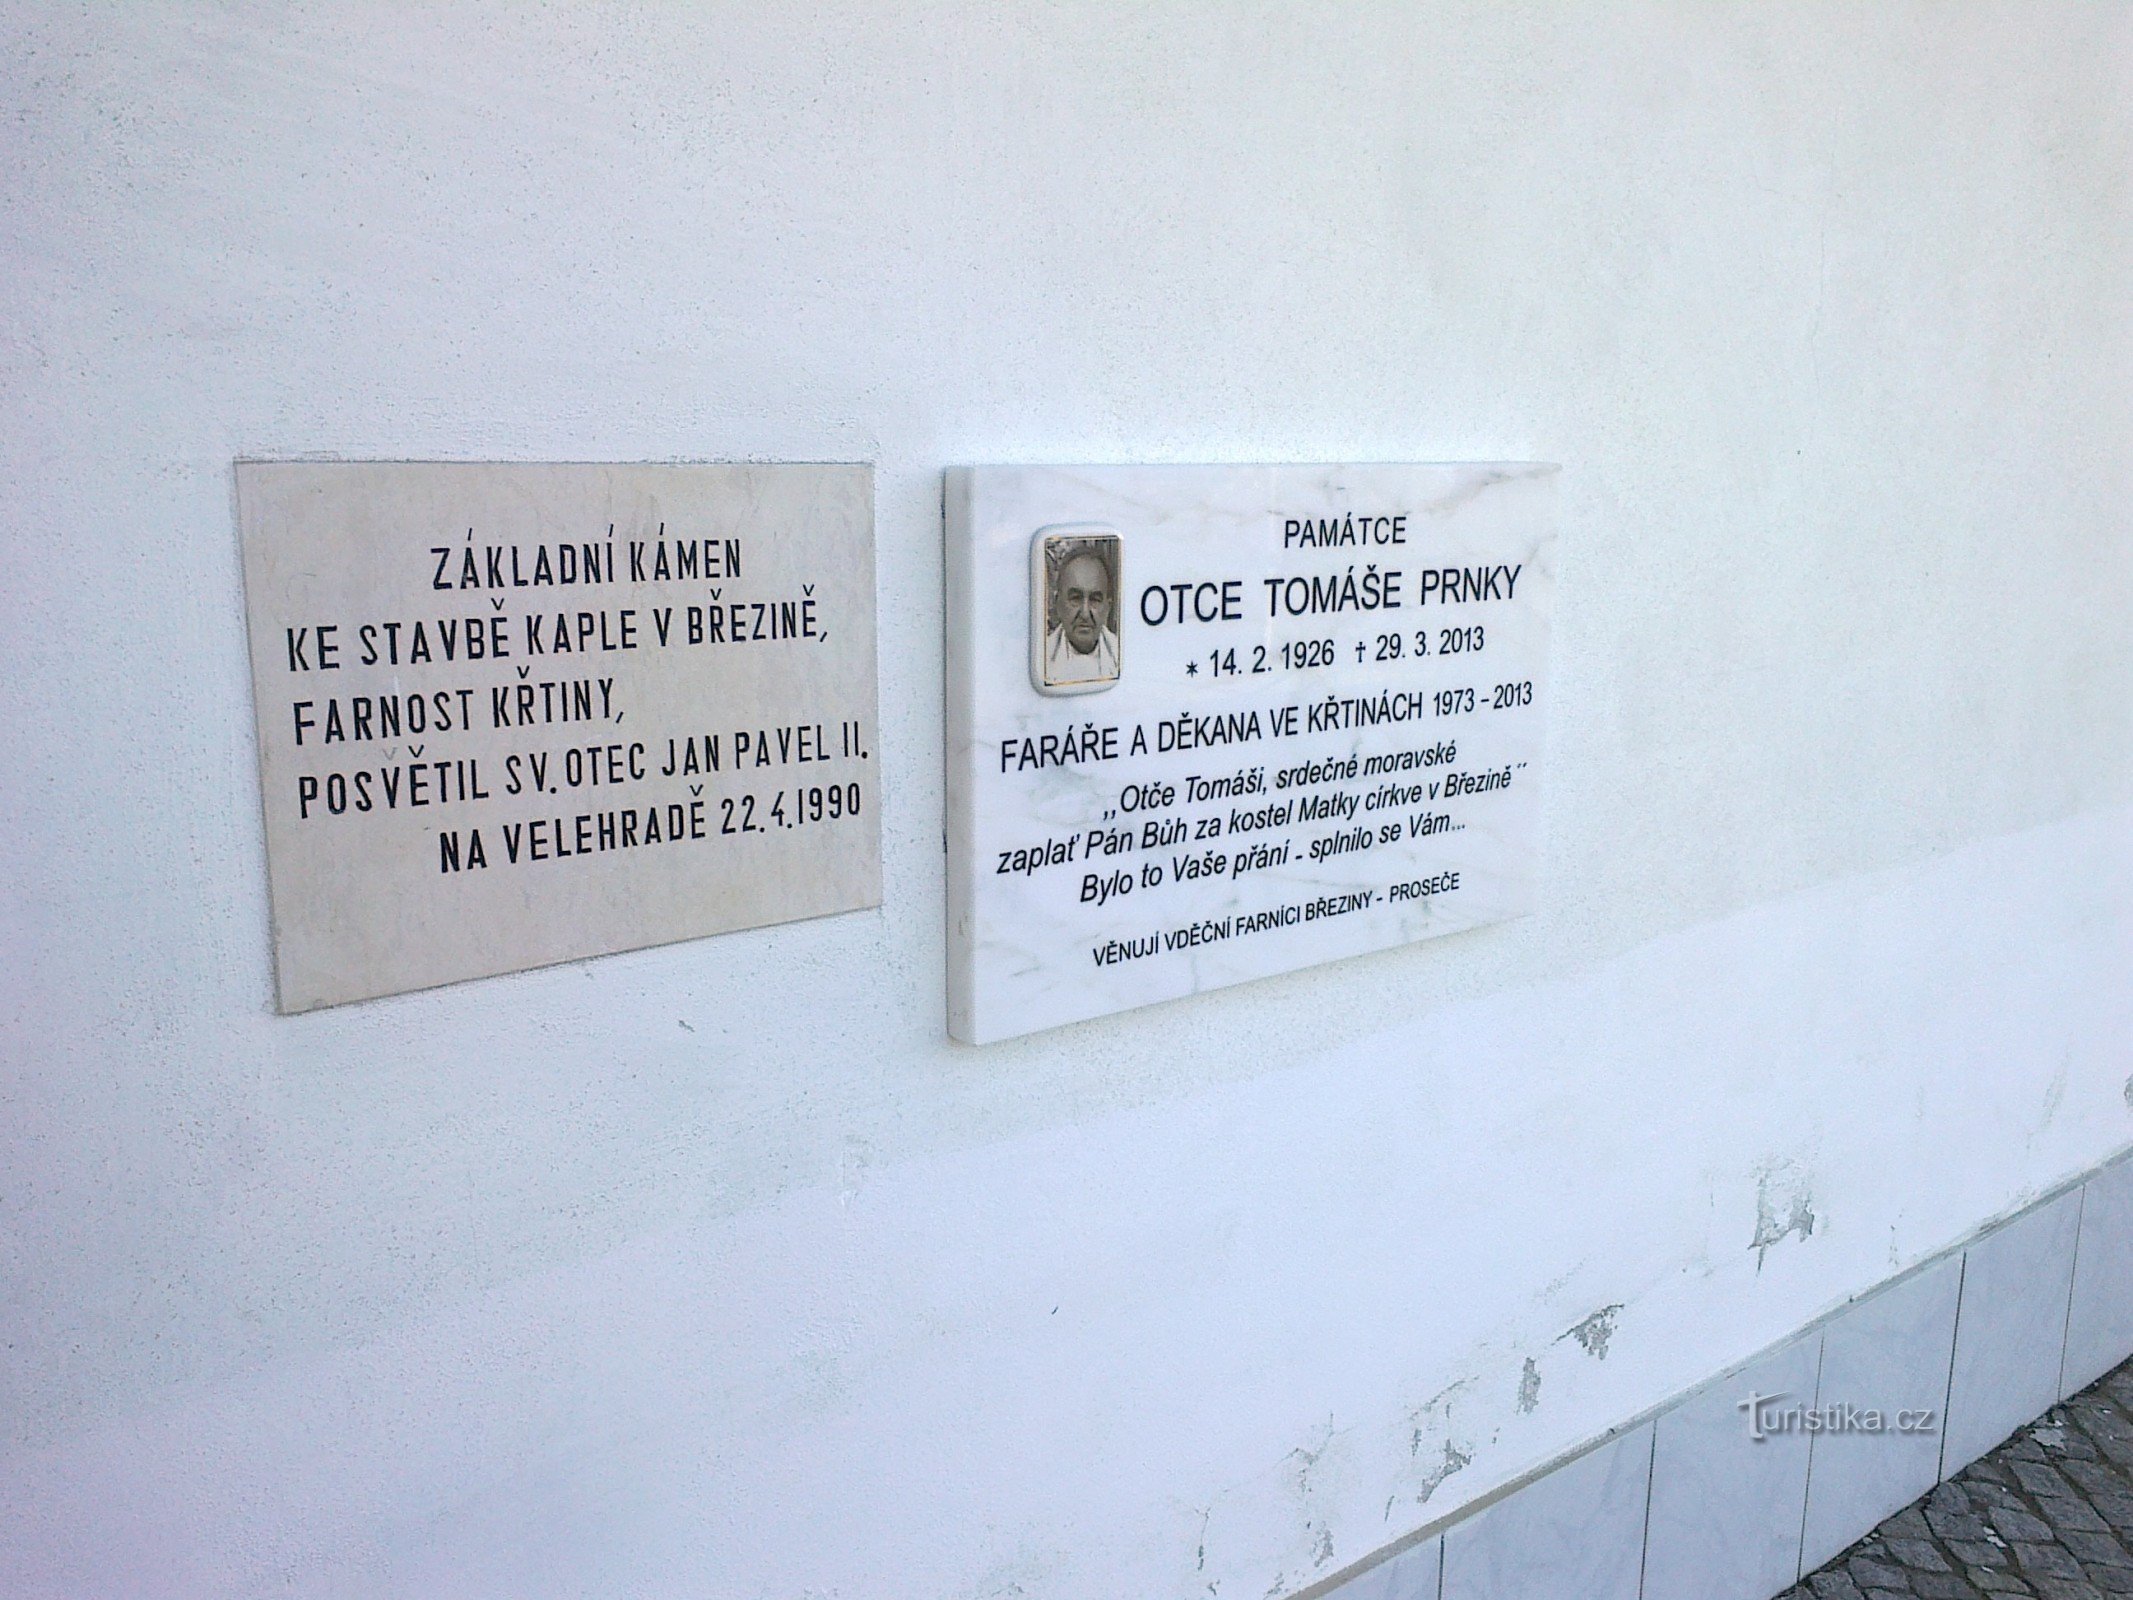 ZÁKLADNÍ KÁMEN
KE STAVBĚ KAPLE V BŘEZINĚ,
FARNOST KŘTINY,
POSVĚTIL SV. OTEC JAN PAVEL II.
NA VELEHRADĚ 22.4.1990
PAMÁTCE
OTCE TOMÁŠE PRNKY
* 14. 2. 1926 † 29. 3. 2013
FARÁŘE A DĚKANA VE KŘTINÁCH 1973 - 2013
,,Otče Tomáši, srdečné moravské
zaplať Pán Bůh za kostel Matky církve v Březině ´´
Bylo to Vaše přání - splnilo se Vám...
VĚNUJÍ VDĚČNÍ FARNÍCI BŘEZINY - PROSEČE
Turistika.cz